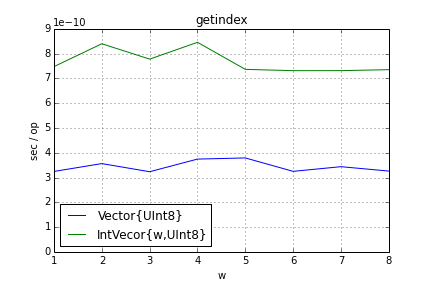 getindex
1e−10
9
8
7
6
5
4
3
2
1
0
sec / op
Vector{UInt8}
IntVecor{w,UInt8}
1 2 3 4 5 6 7 8
w